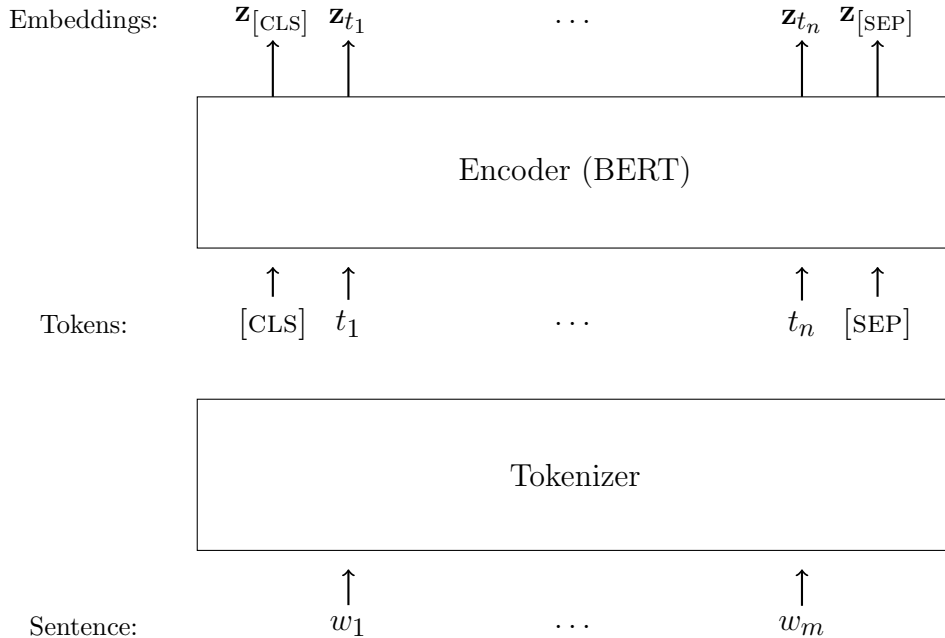 Embeddings: z[CLS] zt1 ... ztn z[SEP]
Encoder (BERT)
Tokens: [CLS] t1 ... tn [SEP]
Tokenizer
Sentence: w1 ... wm